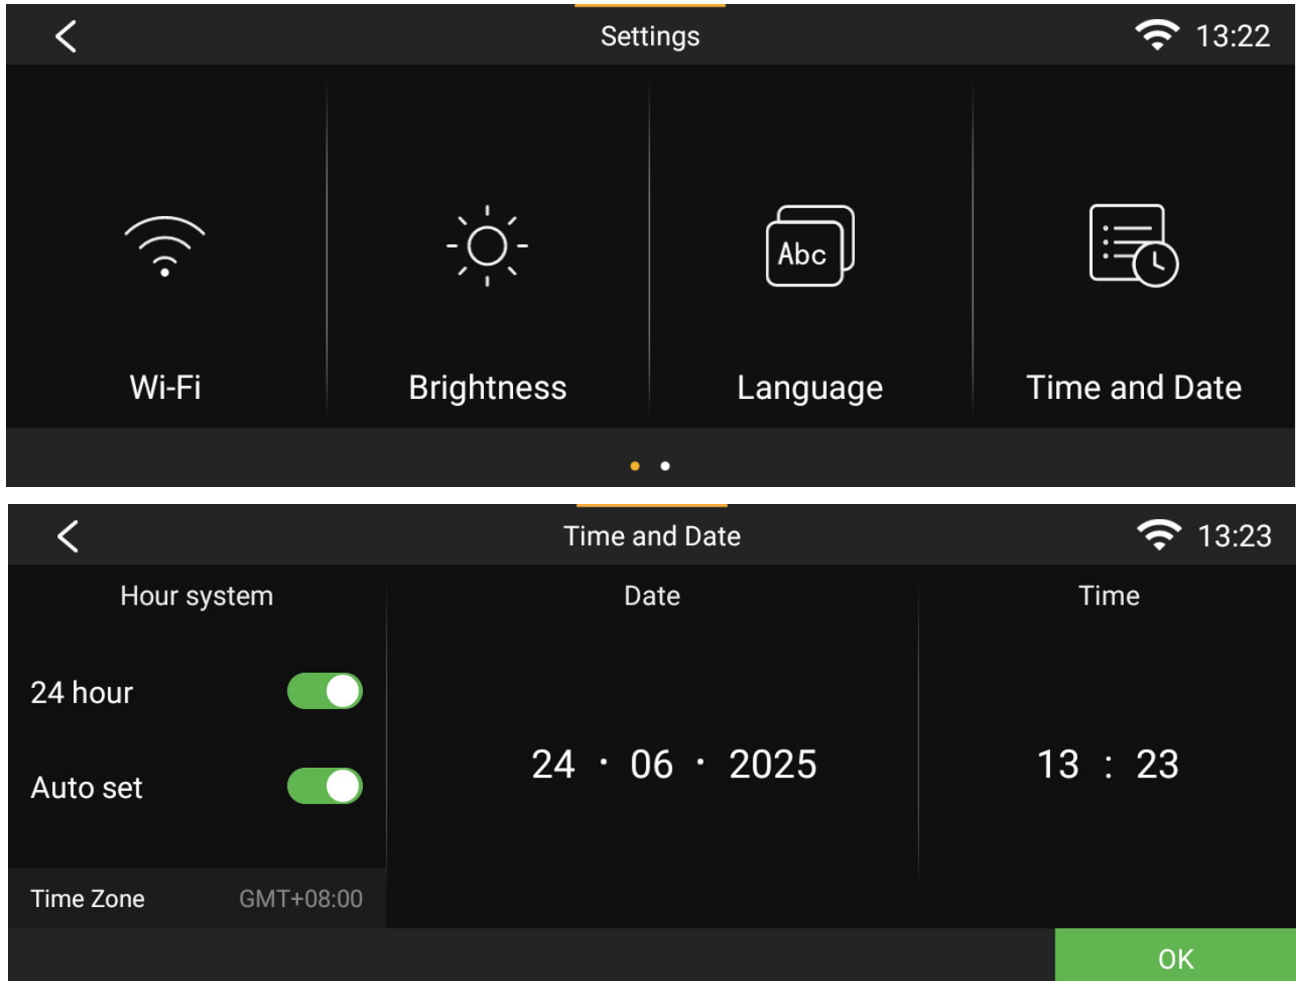 Settings 13:22
Abc
Wi-Fi Brightness Language Time and Date
Time and Date 13:23
Hour system Date Time
24 hour
24 · 06 · 2025 13 : 23
Auto set
Time Zone GMT+08:00
OK